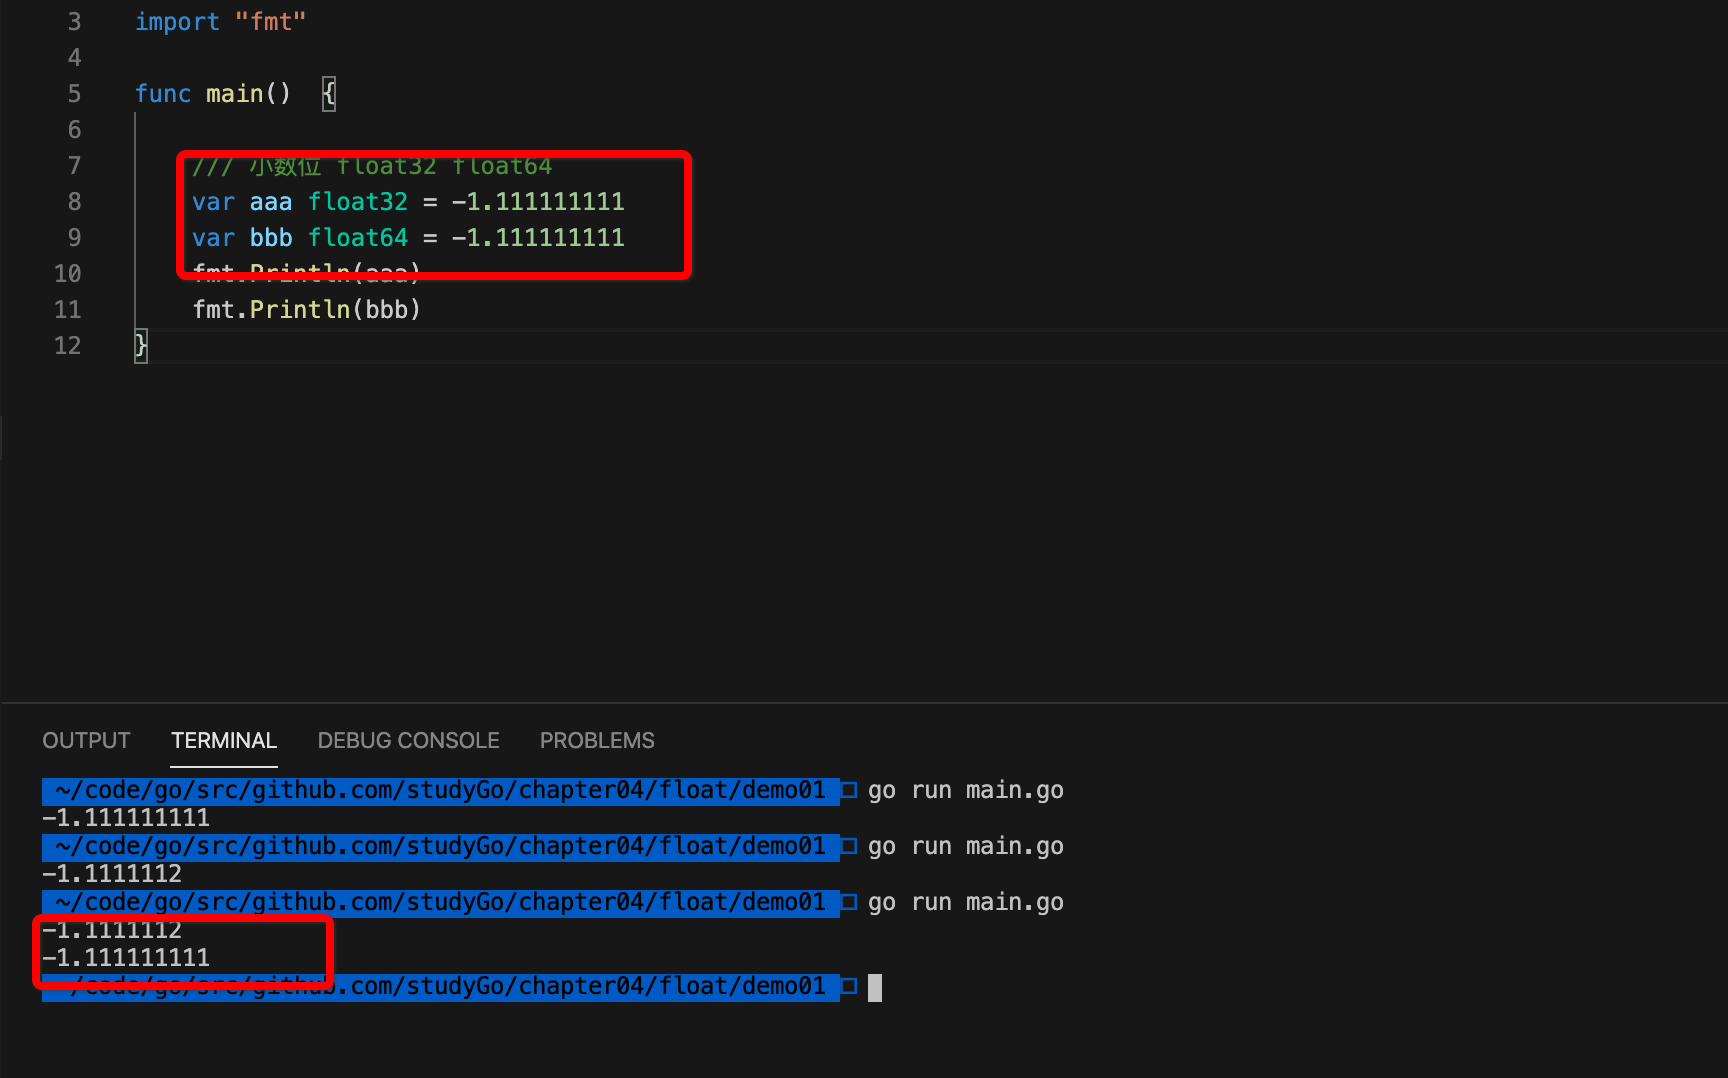 3 import "fmt"
4
5 func main()  {
6
7 /// 小数位 float32 float64
8 var aaa float32 = -1.111111111
9 var bbb float64 = -1.111111111
10 fmt.Println(aaa)
11 fmt.Println(bbb)
12 }
OUTPUT TERMINAL DEBUG CONSOLE PROBLEMS
~/code/go/src/github.com/studyGo/chapter04/float/demo01 go run main.go
-1.111111111
~/code/go/src/github.com/studyGo/chapter04/float/demo01 go run main.go
-1.1111112
~/code/go/src/github.com/studyGo/chapter04/float/demo01 go run main.go
-1.1111112
-1.111111111
~/code/go/src/github.com/studyGo/chapter04/float/demo01